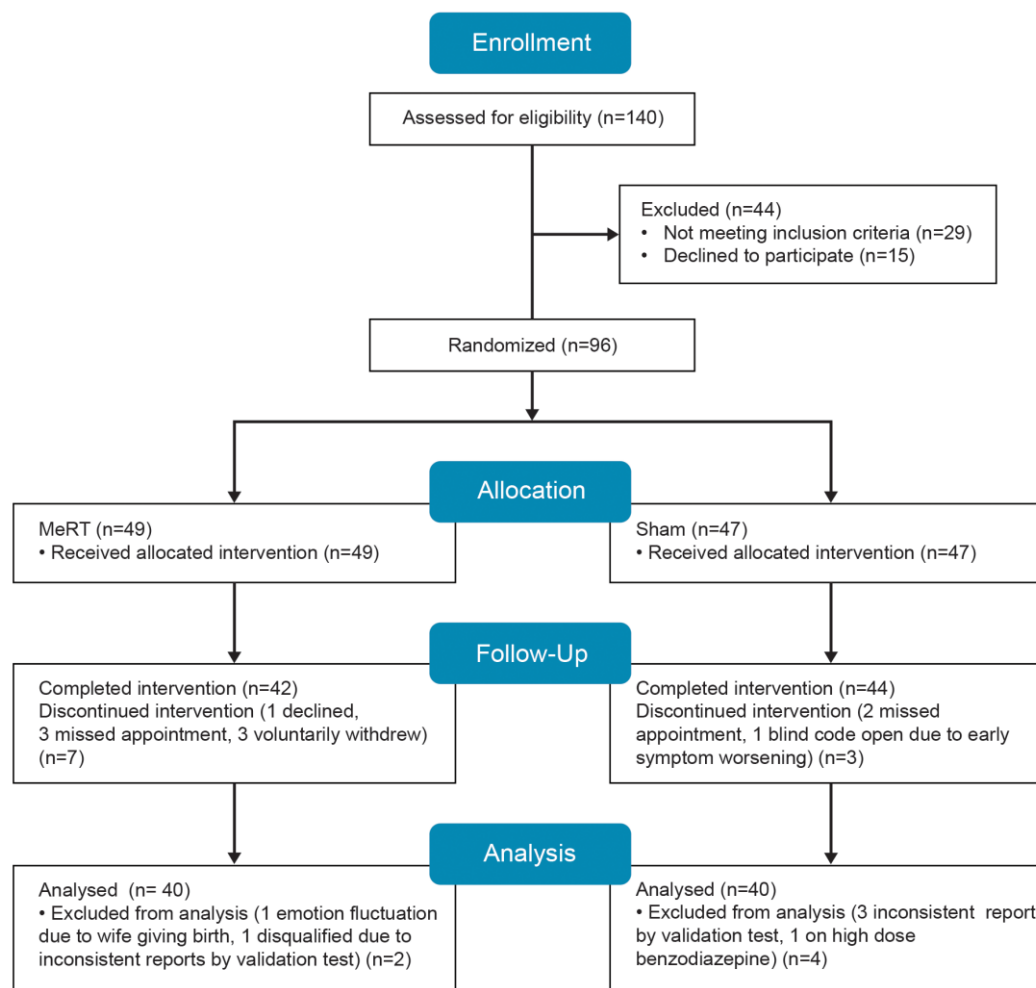 Enrollment
Assessed for eligibility (n=140)
Excluded (n=44)
• Not meeting inclusion criteria (n=29)
• Declined to participate (n=15)
Randomized (n=96)
Allocation
MeRT (n=49)
• Received allocated intervention (n=49)
Sham (n=47)
• Received allocated intervention (n=47)
Follow-Up
Completed intervention (n=42)
Discontinued intervention (1 declined,
3 missed appointment, 3 voluntarily withdrew)
(n=7)
Completed intervention (n=44)
Discontinued intervention (2 missed
appointment, 1 blind code open due to early
symptom worsening) (n=3)
Analysis
Analysed (n= 40)
• Excluded from analysis (1 emotion fluctuation
due to wife giving birth, 1 disqualified due to
inconsistent reports by validation test) (n=2)
Analysed (n=40)
• Excluded from analysis (3 inconsistent report
by validation test, 1 on high dose
benzodiazepine) (n=4)